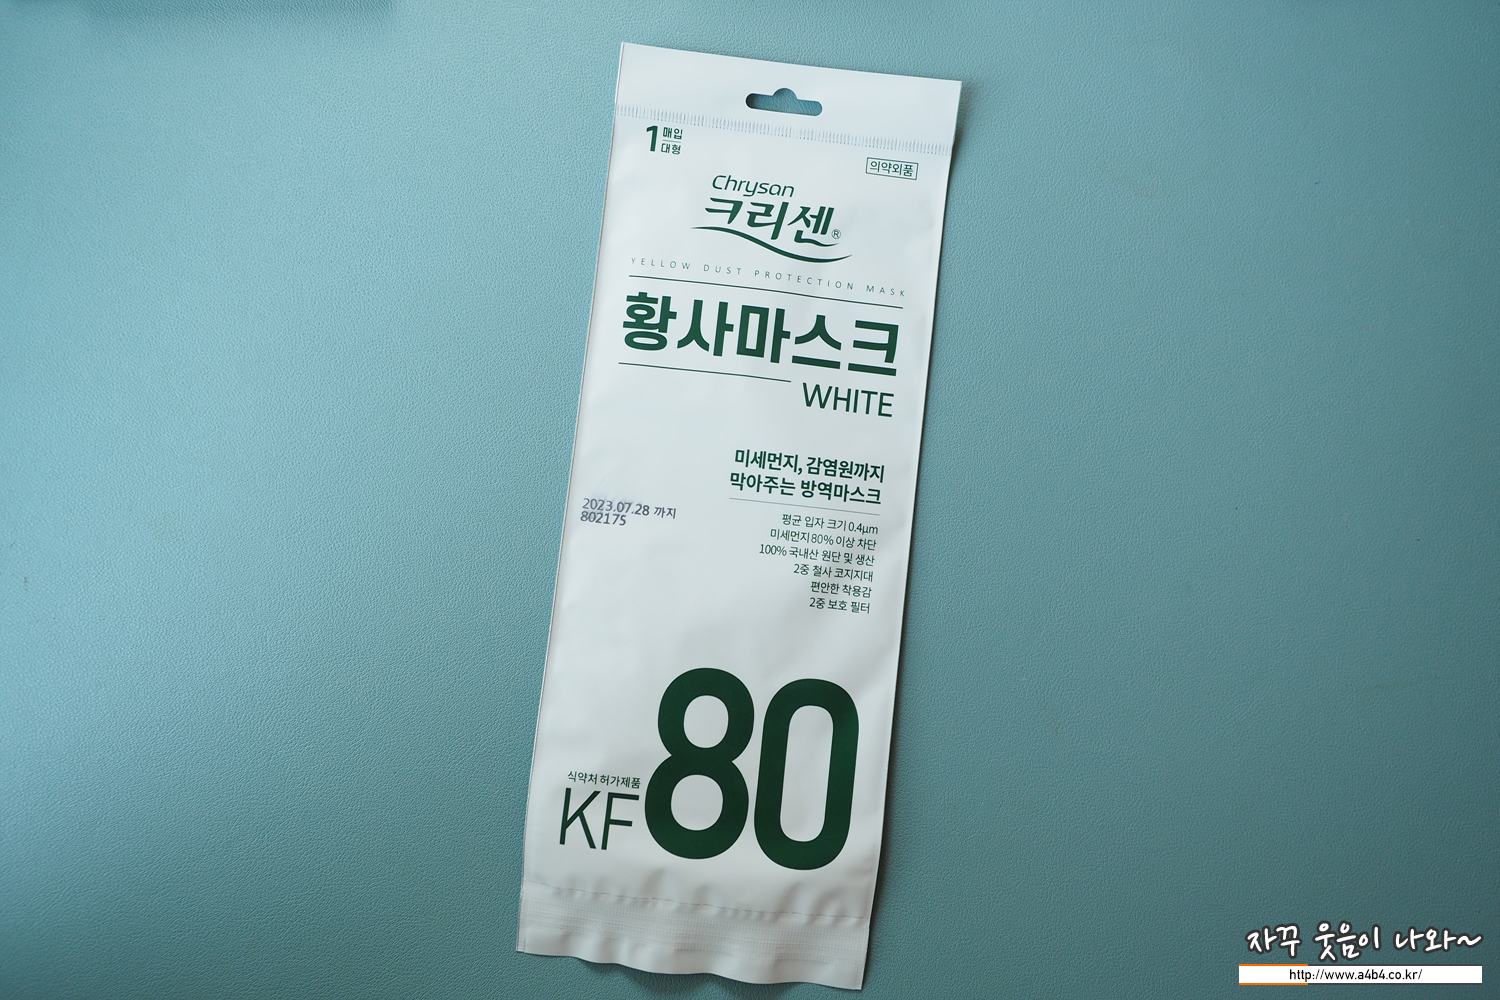 1 매입
대형
의약외품
Chrysan
크리센®
YELLOW DUST PROTECTION MASK
황사마스크
WHITE
미세먼지, 감염원까지
막아주는 방역마스크
2023.07.28 까지
802175
평균 입자 크기 0.4μm
미세먼지 80% 이상 차단
100% 국내산 원단 및 생산
2중 철사 코지지대
편안한 착용감
2중 보호 필터
식약처 허가제품
KF80
자꾸 웃음이 나와~
http://www.a4b4.co.kr/